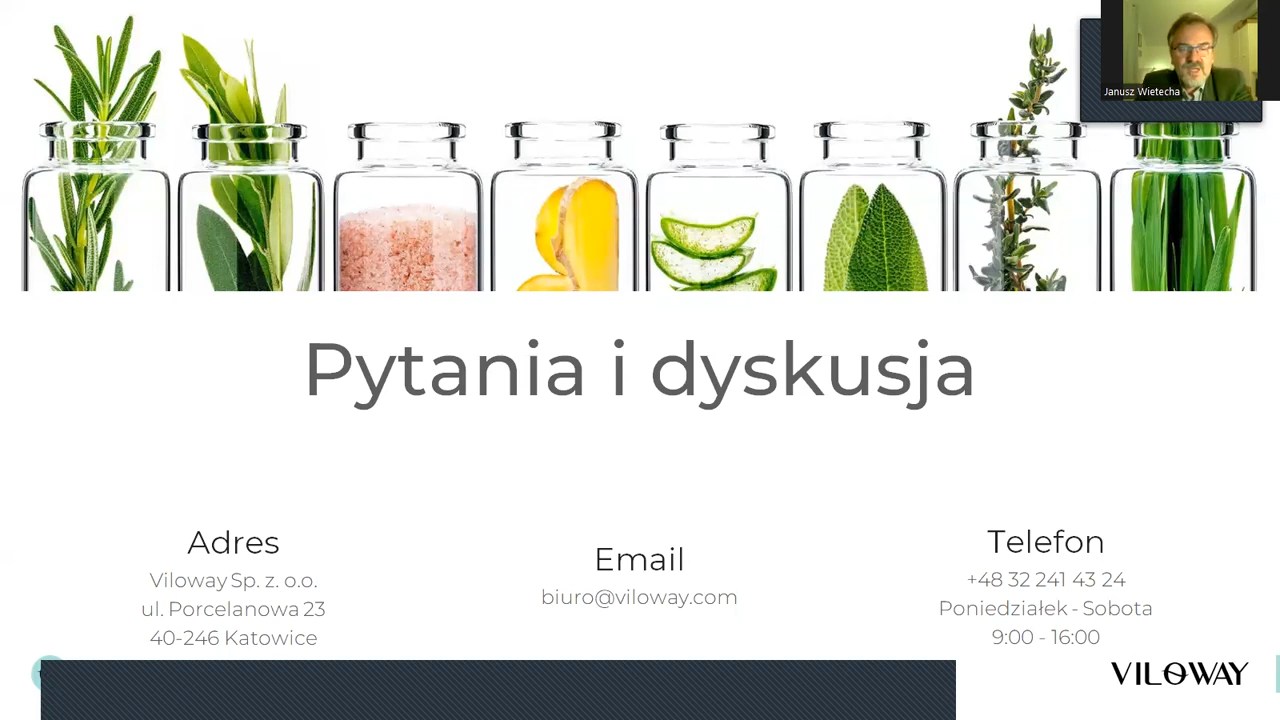 Janusz Wietecha
Pytania i dyskusja
Adres
Viloway Sp. z. o.o.
ul. Porcelanowa 23
40-246 Katowice
Email
biuro@viloway.com
Telefon
+48 32 241 43 24
Poniedziałek - Sobota
9:00 - 16:00
VILOWAY